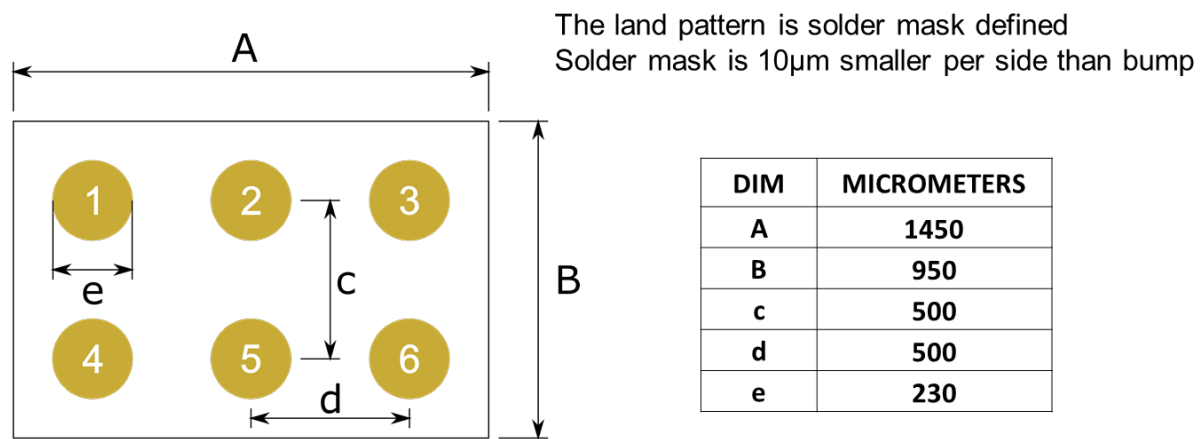 The land pattern is solder mask defined
Solder mask is 10µm smaller per side than bump
A
1
2
3
e
c
B
4
5
6
d
DIM MICROMETERS
A 1450
B 950
c 500
d 500
e 230